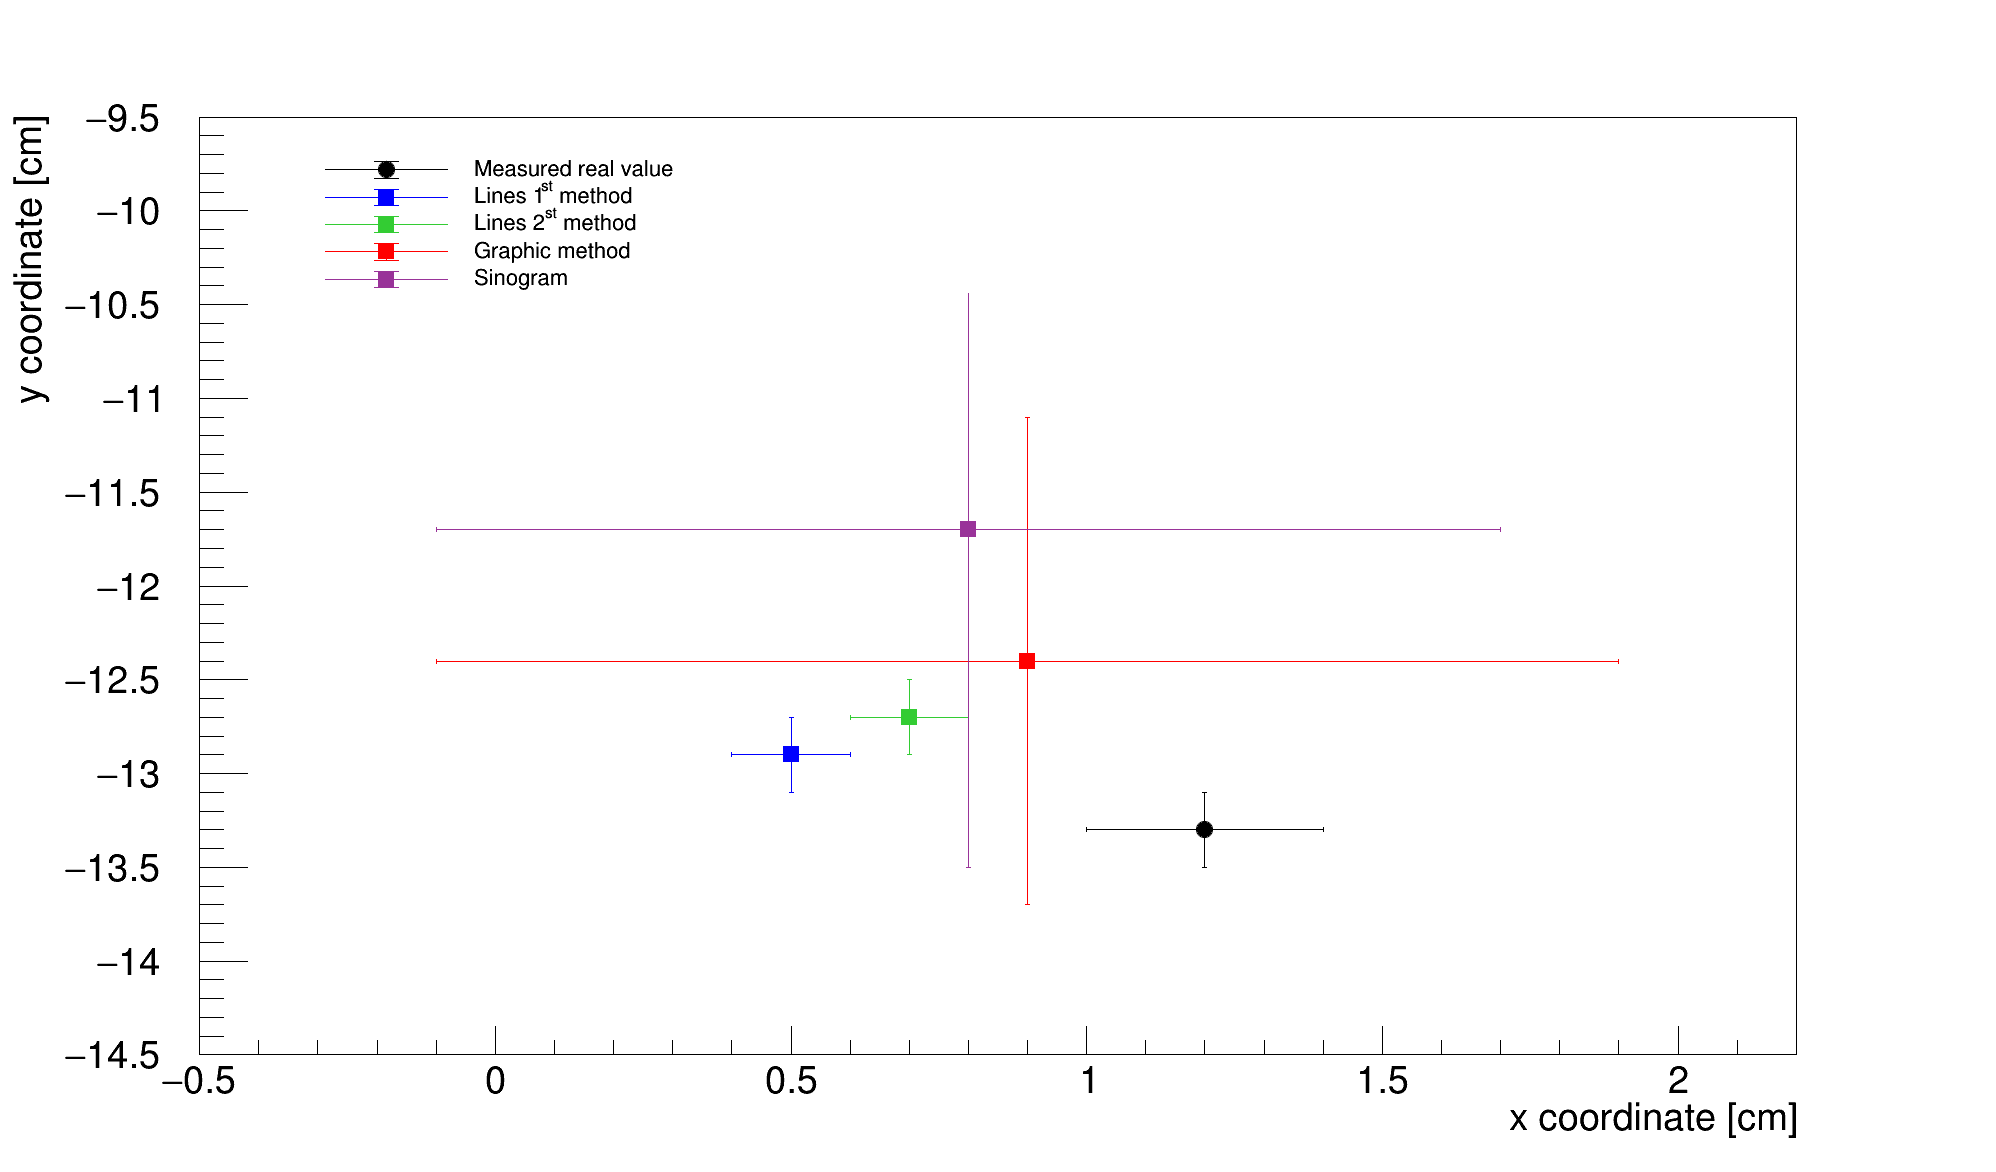 y coordinate [cm]
−9.5
−10
−10.5
−11
−11.5
−12
−12.5
−13
−13.5
−14
−14.5
Measured real value
Lines 1st method
Lines 2st method
Graphic method
Sinogram
−0.5 0 0.5 1 1.5 2
x coordinate [cm]